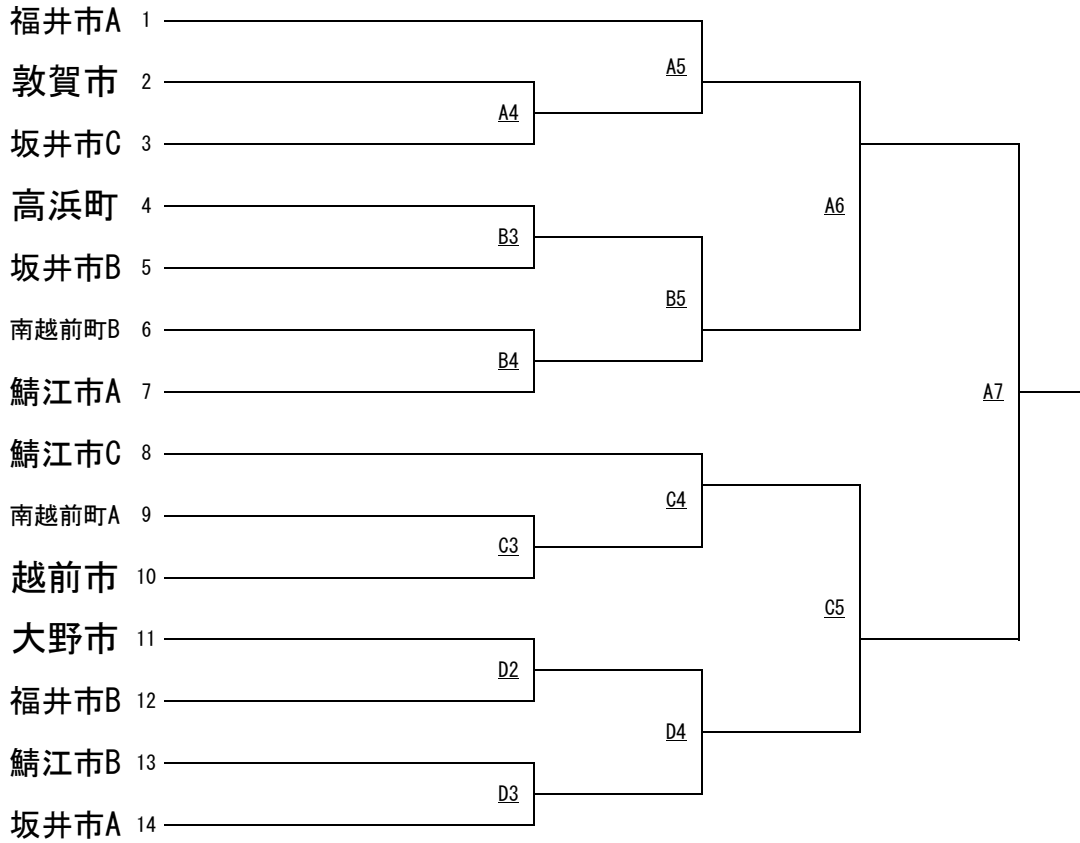 福井市A 1
A5
敦賀市 2
A4
坂井市C 3
高浜町 4
A6
B3
坂井市B 5
B5
南越前町B 6
B4
鯖江市A 7
A7
鯖江市C 8
C4
南越前町A 9
C3
越前市 10
C5
大野市 11
D2
福井市B 12
D4
鯖江市B 13
D3
坂井市A 14